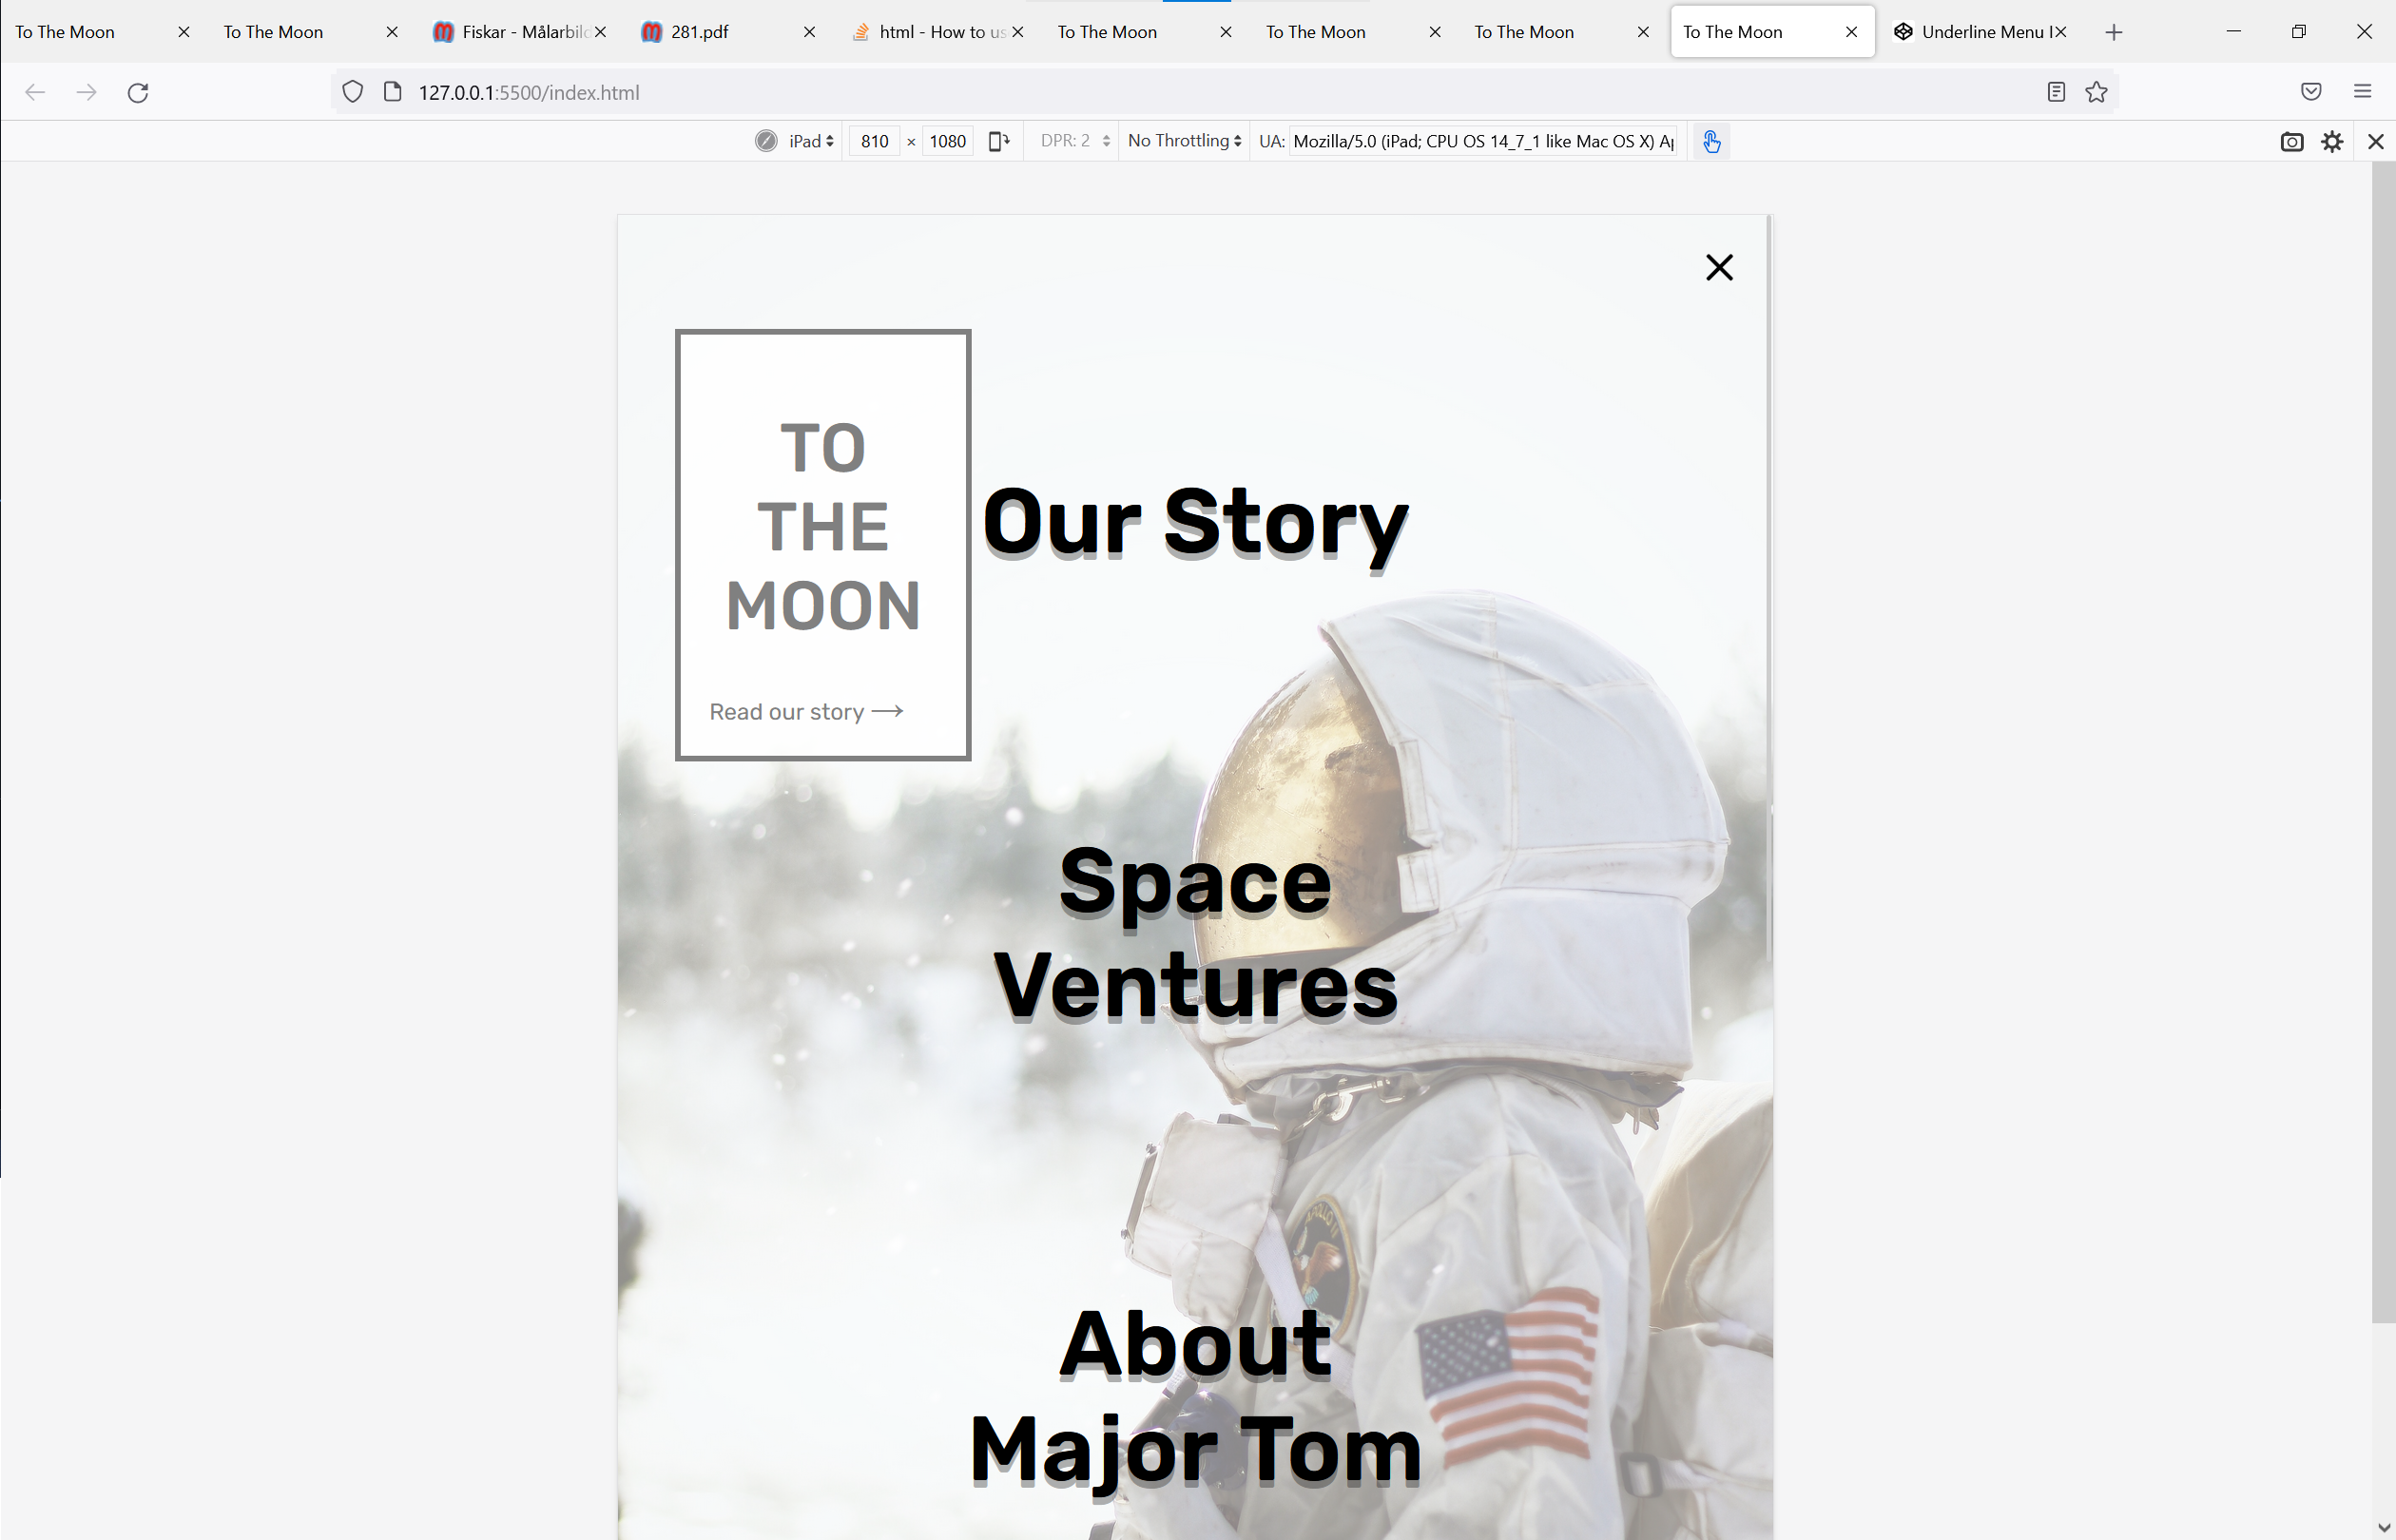 To The Moon
To The Moon
Fiskar - Målarbild
281.pdf
html - How to us
To The Moon
To The Moon
To The Moon
To The Moon
Underline Menu I
127.0.0.1:5500/index.html
iPad
810 × 1080
DPR: 2
No Throttling
UA: Mozilla/5.0 (iPad; CPU OS 14_7_1 like Mac OS X) Ap
TO
THE
MOON
Read our story →
Our Story
Space
Ventures
About
Major Tom